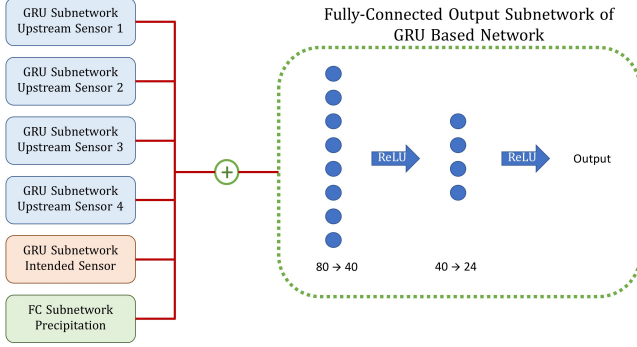 GRU Subnetwork
Upstream Sensor 1
GRU Subnetwork
Upstream Sensor 2
GRU Subnetwork
Upstream Sensor 3
GRU Subnetwork
Upstream Sensor 4
GRU Subnetwork
Intended Sensor
FC Subnetwork
Precipitation
+
Fully-Connected Output Subnetwork of
GRU Based Network
ReLU
ReLU
Output
80 → 40
40 → 24